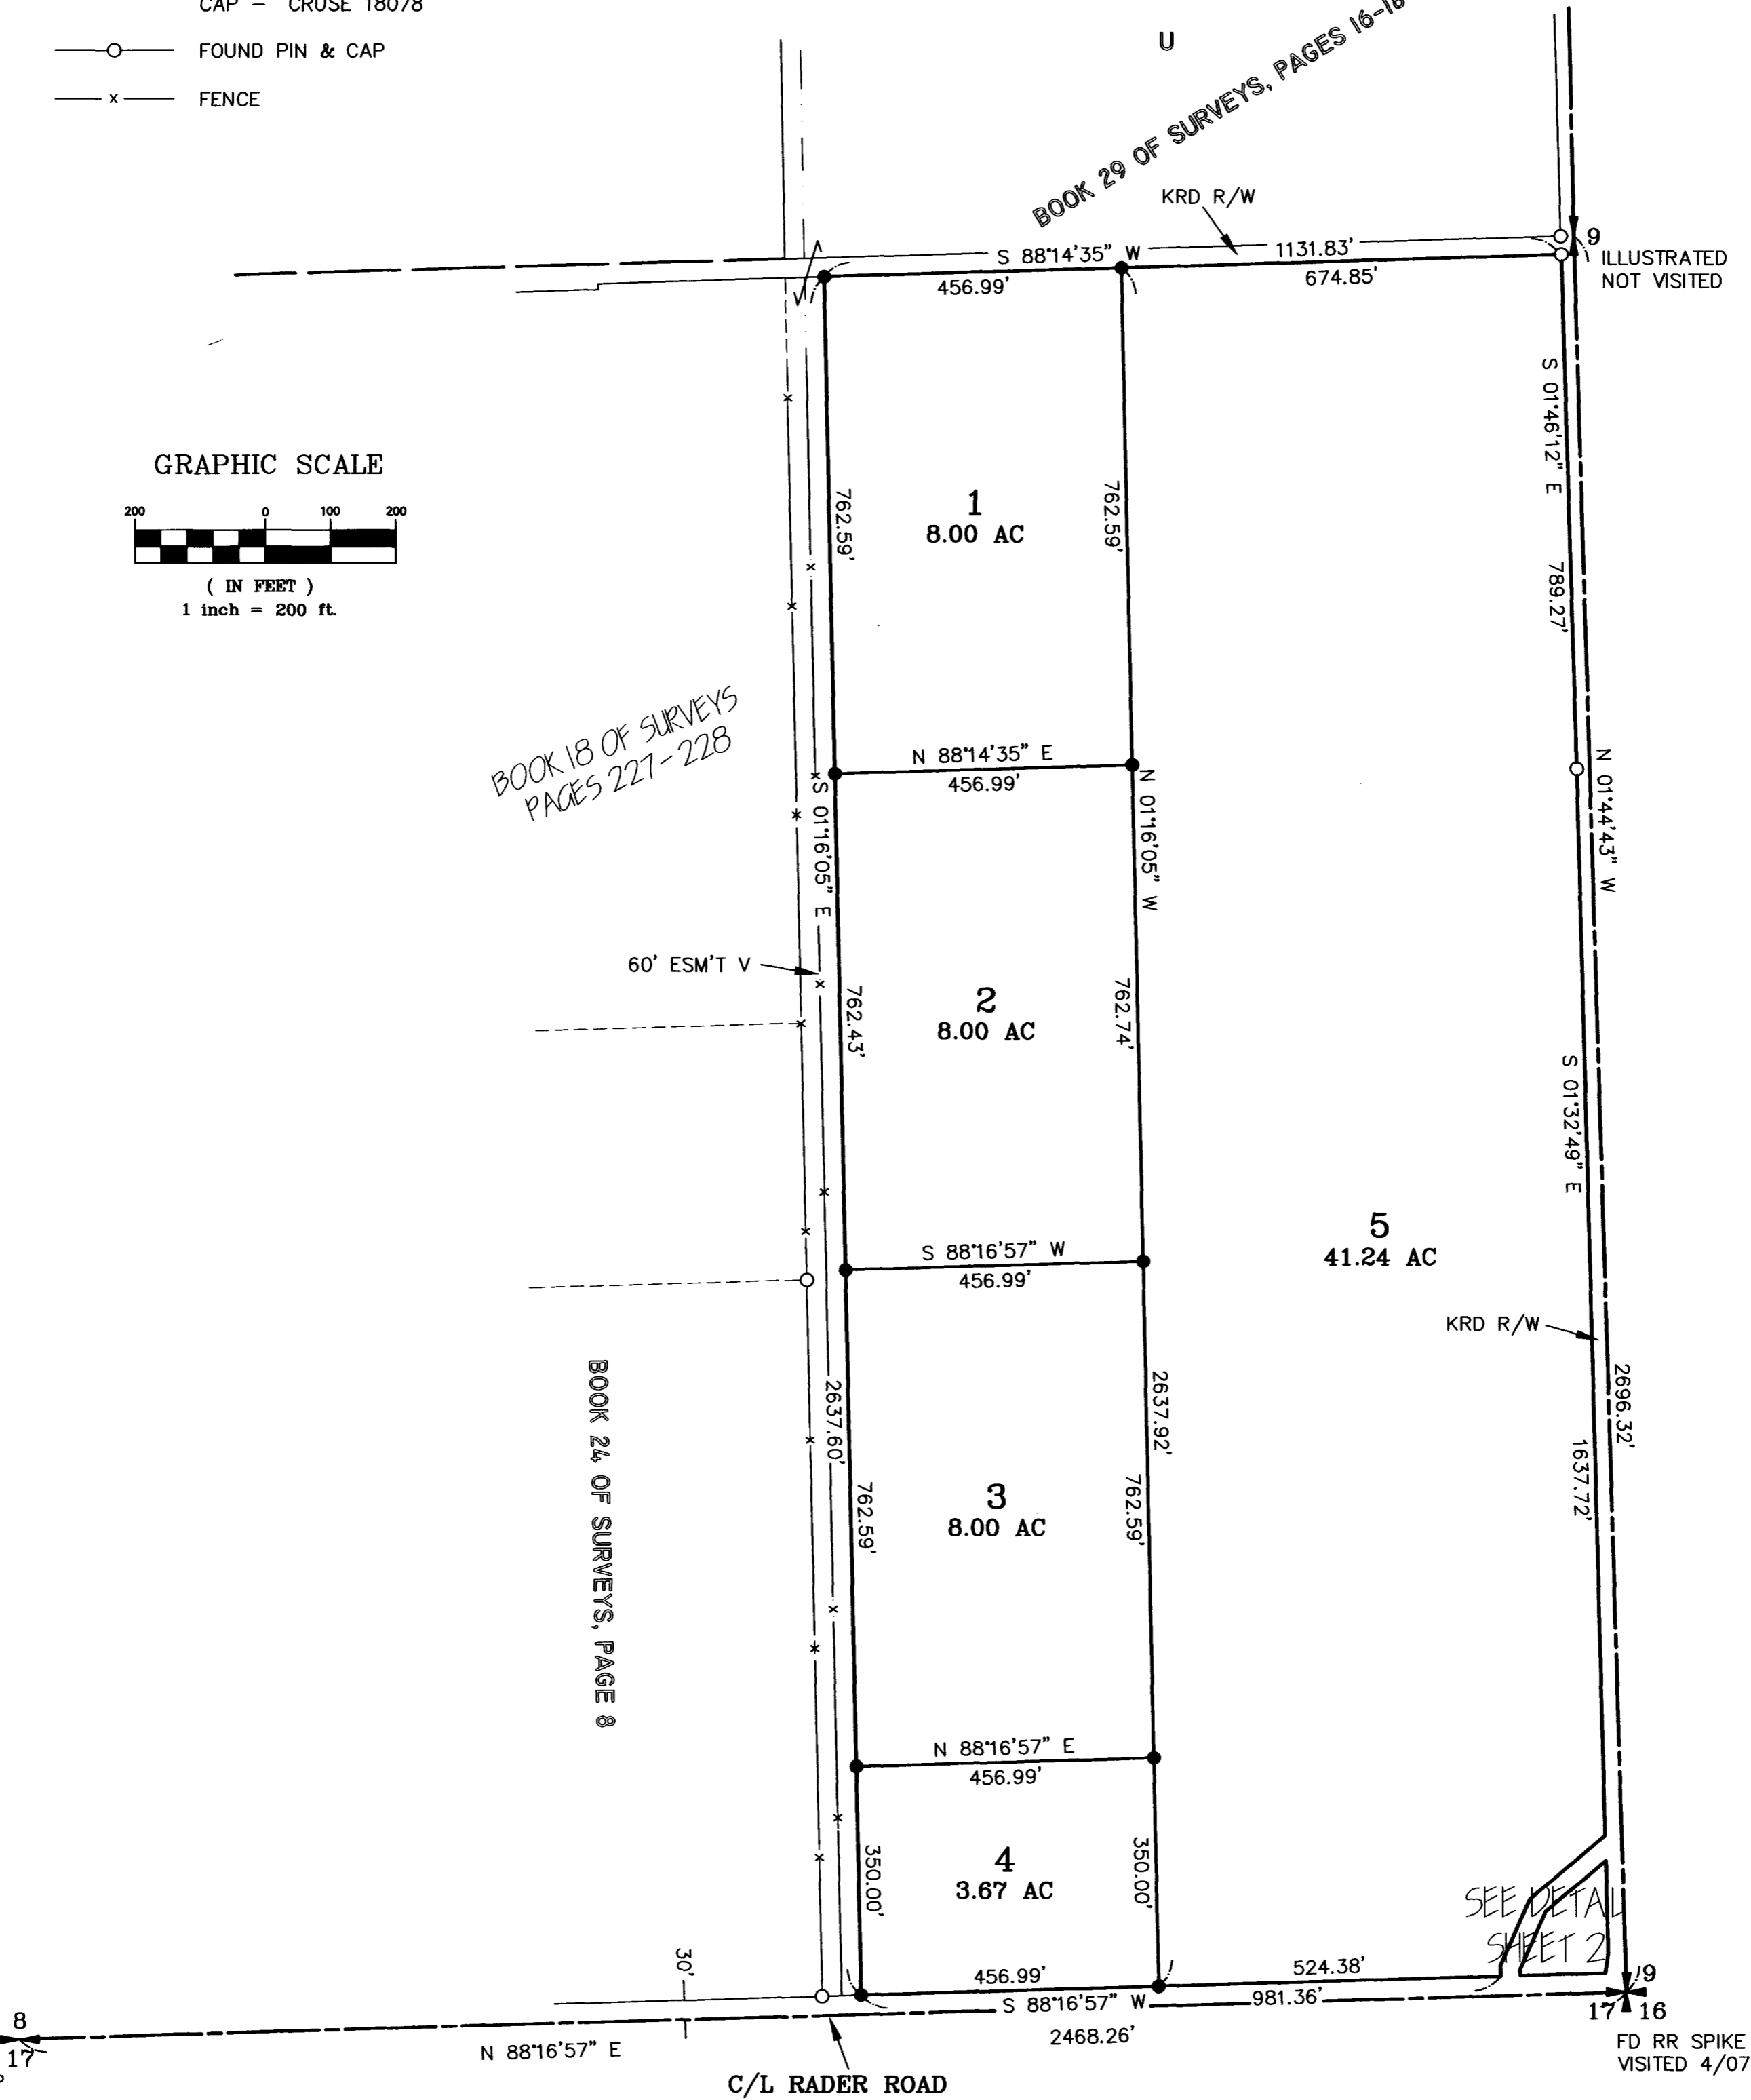 CAP - CRUSE 18078
FOUND PIN & CAP
x
FENCE
U
BOOK 29 OF SURVEYS, PAGES 16-18
KRD R/W
S 88°14'35" W
1131.83'
456.99'
674.85'
9
ILLUSTRATED
NOT VISITED
GRAPHIC SCALE
200 0 100 200
( IN FEET )
1 inch = 200 ft.
762.59'
1
8.00 AC
762.59'
S 01°46'12" E
789.27'
BOOK 18 OF SURVEYS
PAGES 227-228
N 88°14'35" E
456.99'
S 01°16'05" E
N 01°16'05" W
N 01°44'43" W
60' ESM'T V
762.43'
2
8.00 AC
762.74'
S 01°32'49" E
S 88°16'57" W
456.99'
5
41.24 AC
KRD R/W
BOOK 24 OF SURVEYS, PAGE 8
2637.60'
2637.92'
2696.32'
1637.72'
762.59'
3
8.00 AC
762.59'
N 88°16'57" E
456.99'
350.00'
4
3.67 AC
350.00'
SEE DETAIL
SHEET 2
30'
456.99'
524.38'
S 88°16'57" W
981.36'
9
17 16
8
17
N 88°16'57" E
2468.26'
FD RR SPIKE
VISITED 4/07
C/L RADER ROAD